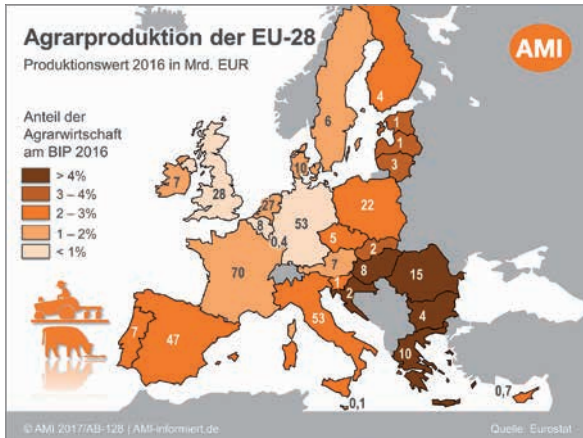 Agrarproduktion der EU-28
Produktionswert 2016 in Mrd. EUR
AMI
Anteil der
Agrarwirtschaft
am BIP 2016
> 4%
3 – 4%
2 – 3%
1 – 2%
< 1%
4
6
1
1
3
10
7
28
27
8
0,4
53
22
5
2
7
8
15
1
2
70
4
53
10
7
47
0,1
0,7
© AMI 2017/AB-128 | AMI-informiert.de
Quelle: Eurostat